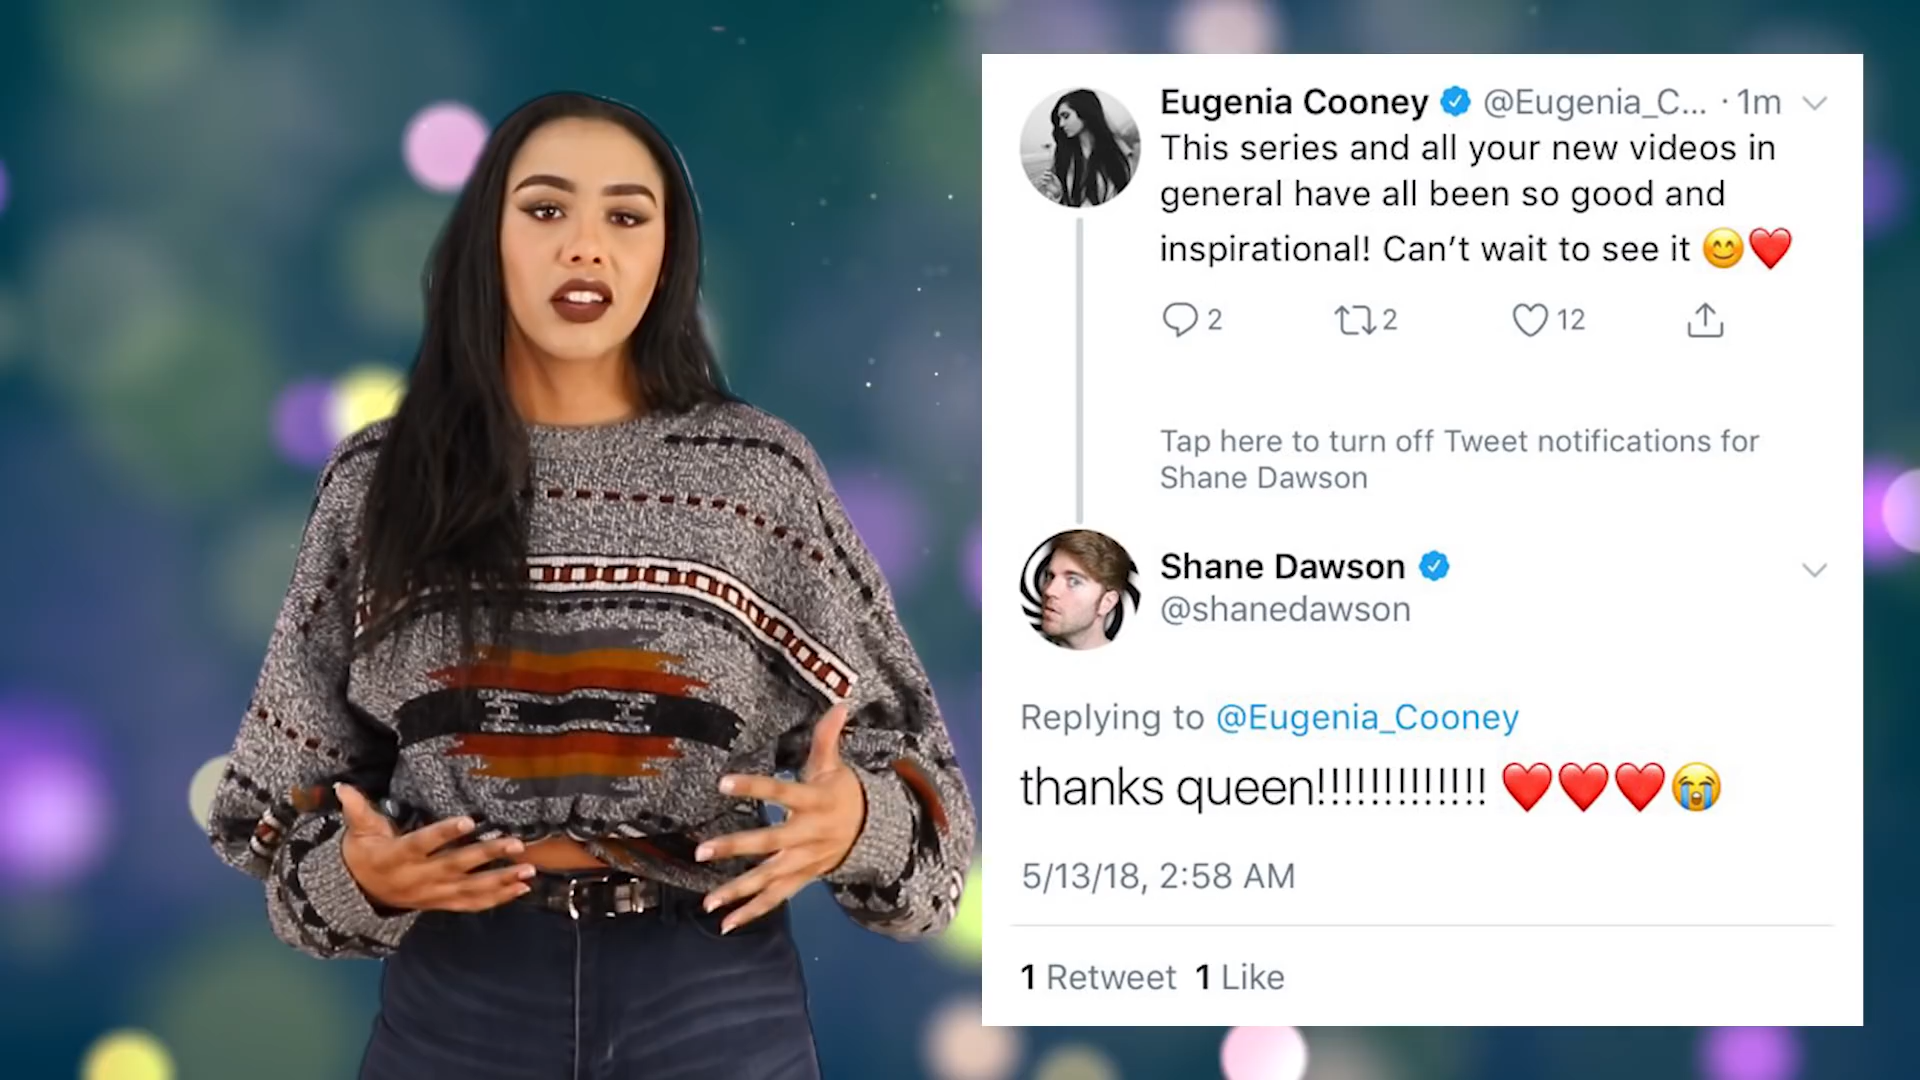 Eugenia Cooney @Eugenia_C... · 1m
This series and all your new videos in
general have all been so good and
inspirational! Can't wait to see it 😊❤️
2 2 12
Tap here to turn off Tweet notifications for
Shane Dawson
Shane Dawson
@shanedawson
Replying to @Eugenia_Cooney
thanks queen!!!!!!!!!!!!! ❤️❤️❤️😭
5/13/18, 2:58 AM
1 Retweet 1 Like